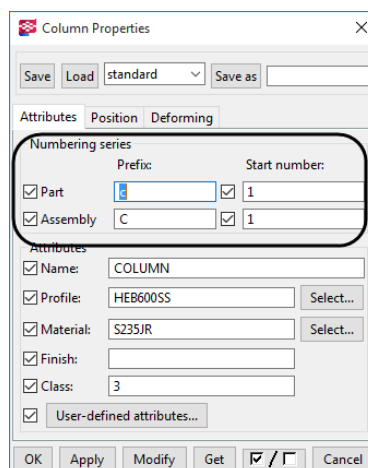 Column Properties
Save Load standard Save as
Attributes Position Deforming
Numbering series
Prefix: Start number:
Part c 1
Assembly C 1
Attributes
Name: COLUMN
Profile: HEB600SS Select...
Material: S235JR Select...
Finish:
Class: 3
User-defined attributes...
OK Apply Modify Get / Cancel